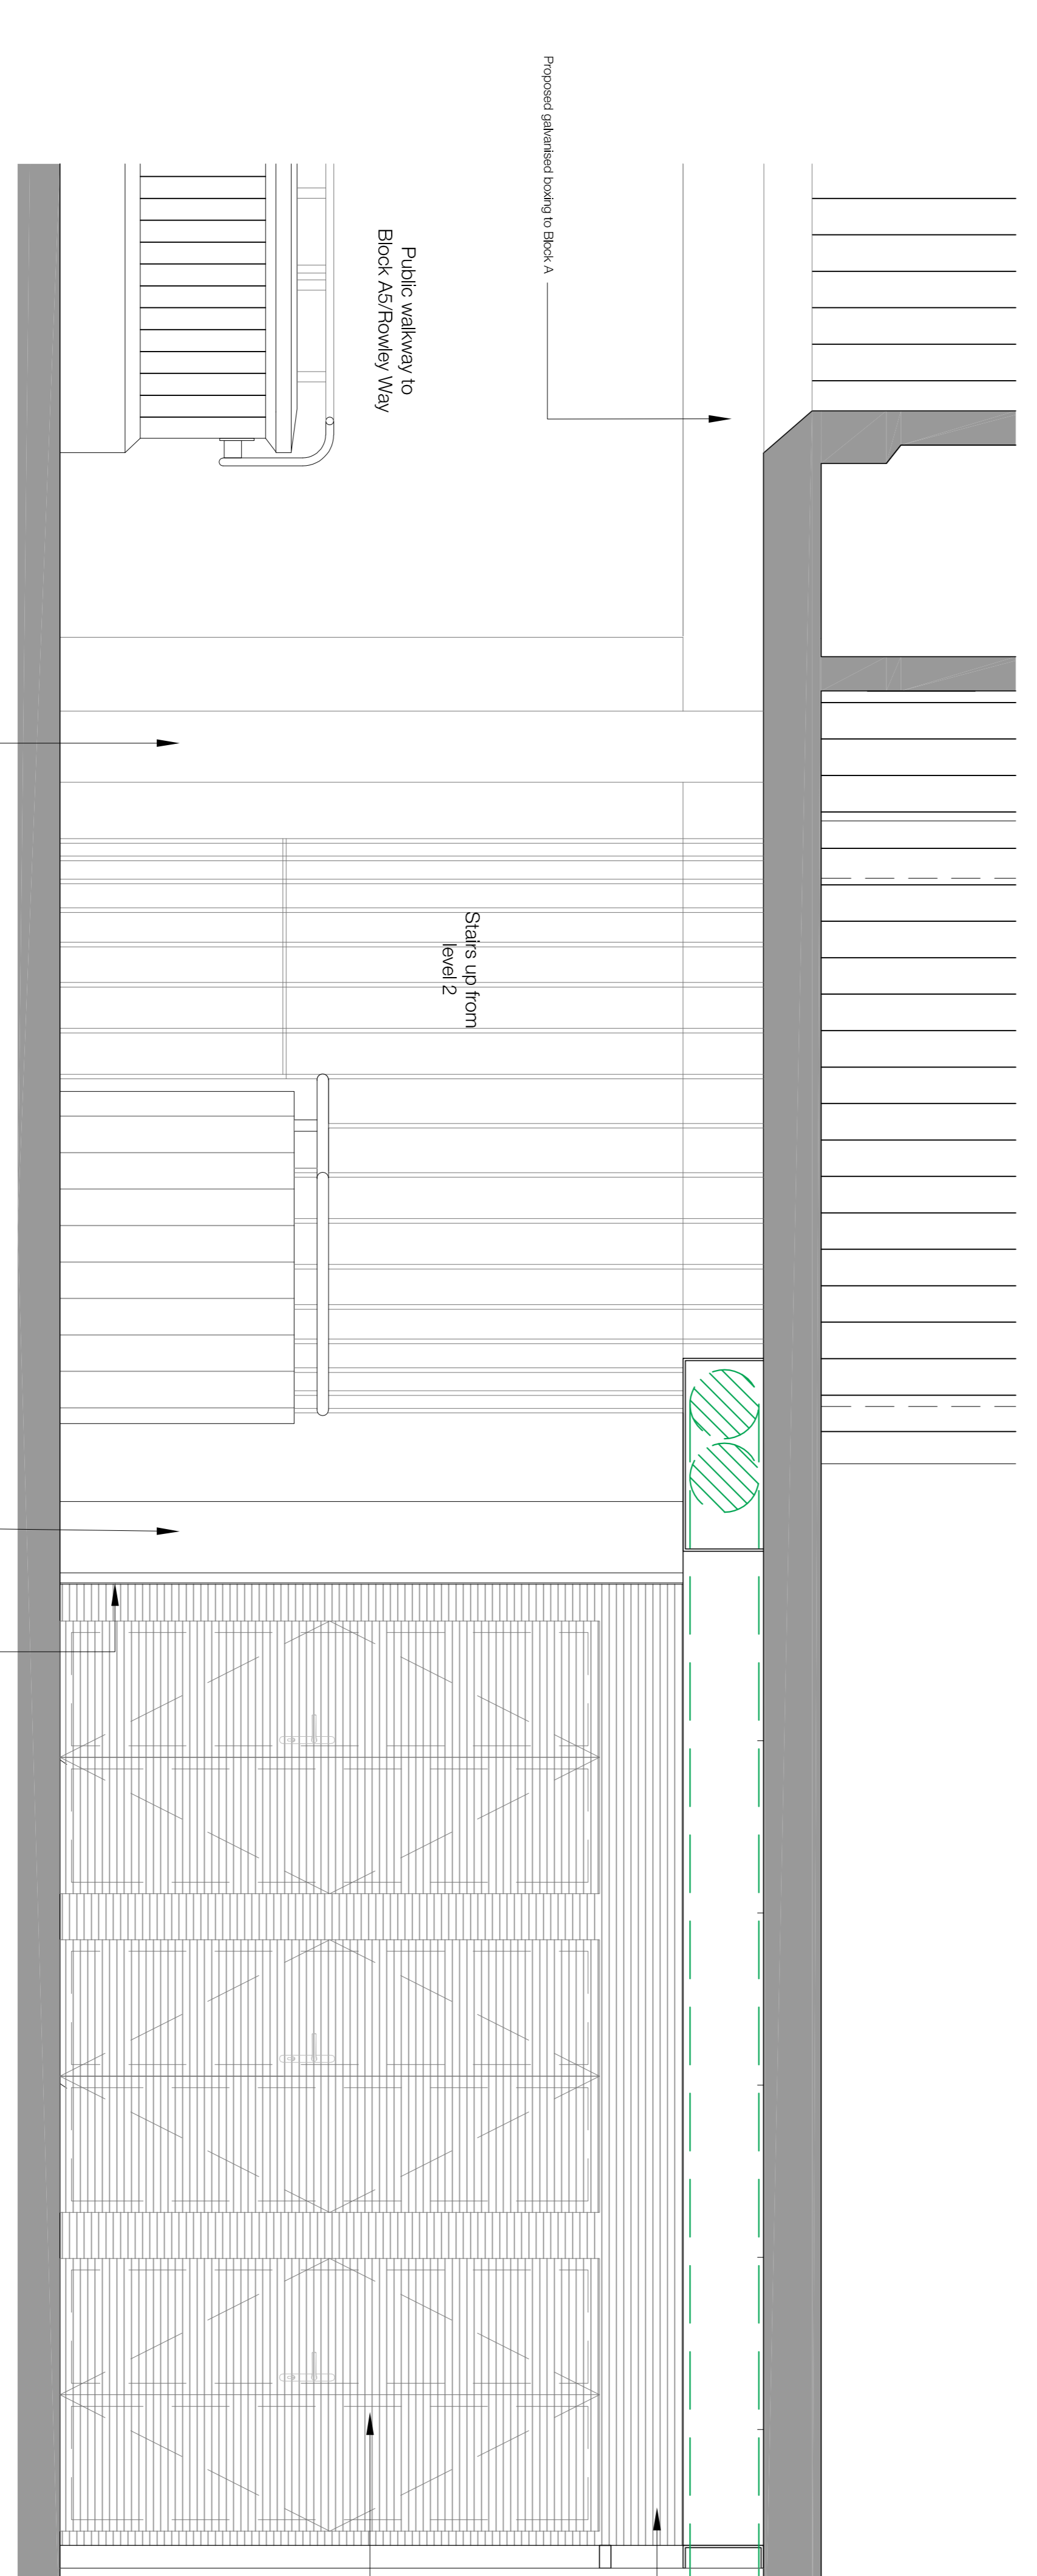 Proposed galvanised boxing to Block A
Public walkway to
Block A5/Rowley Way
Stairs up from
level 2